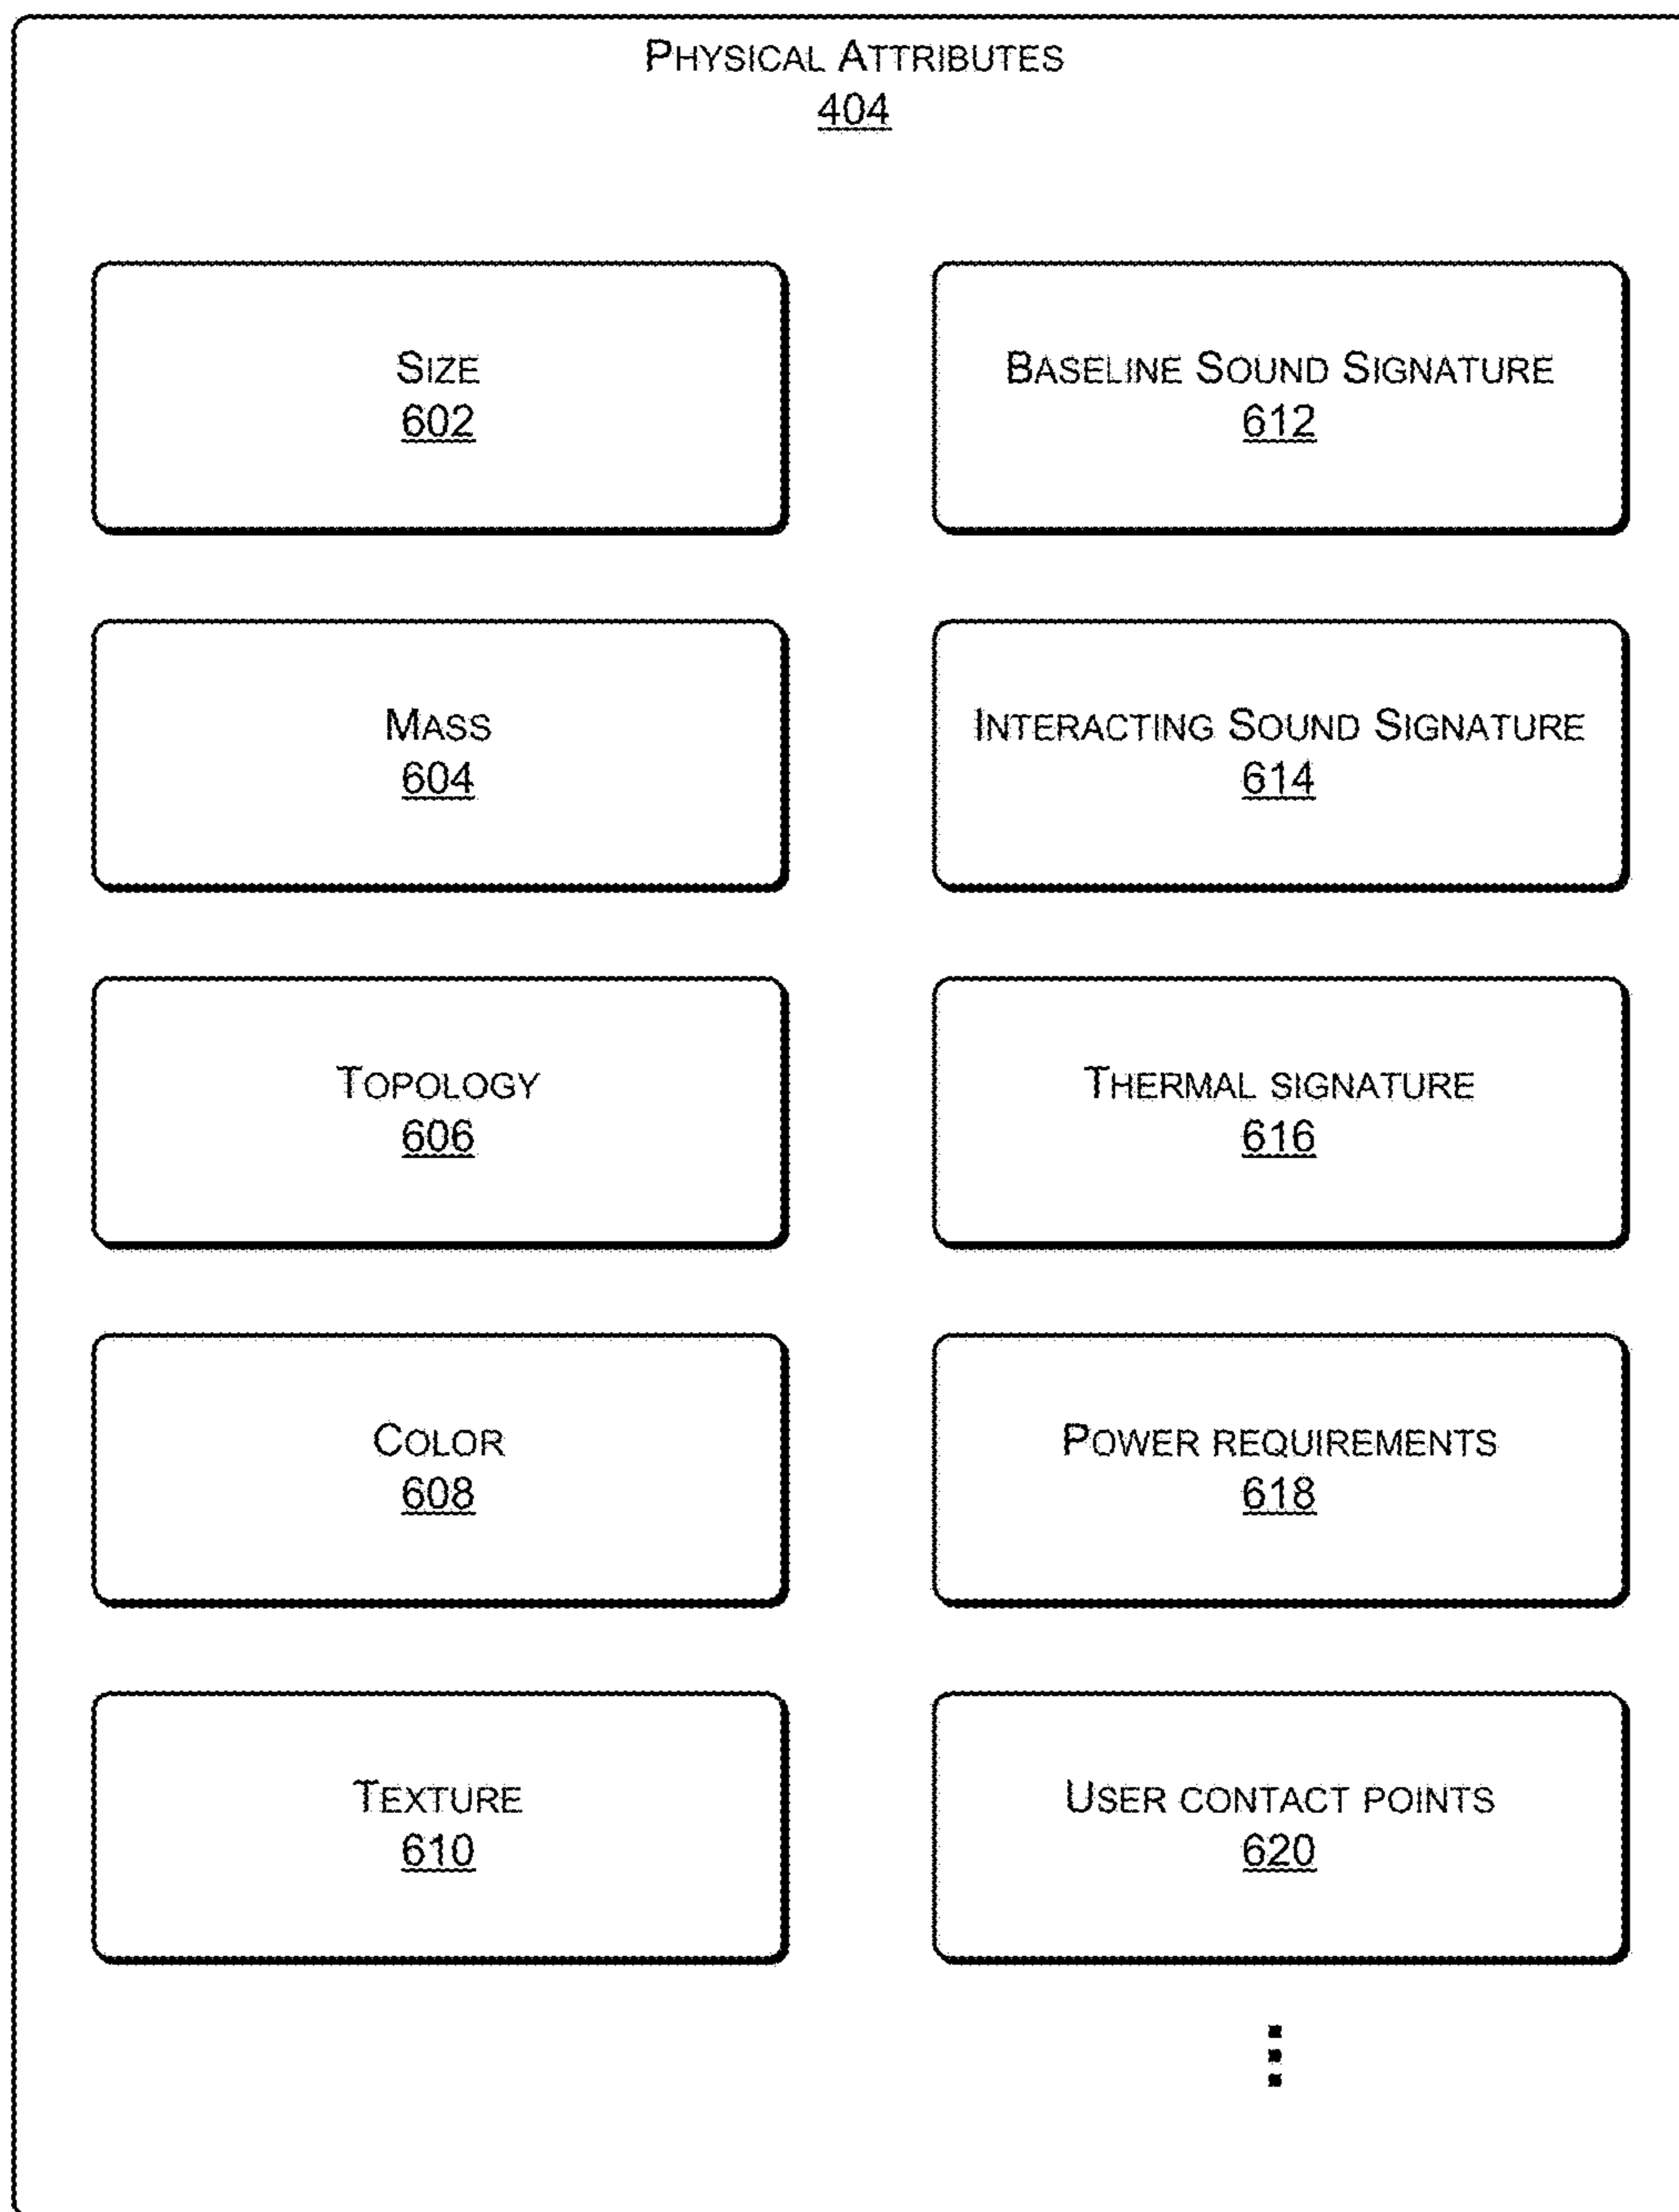 PHYSICAL ATTRIBUTES
404
SIZE
602
MASS
604
TOPOLOGY
606
COLOR
608
TEXTURE
610
BASELINE SOUND SIGNATURE
612
INTERACTING SOUND SIGNATURE
614
THERMAL SIGNATURE
616
POWER REQUIREMENTS
618
USER CONTACT POINTS
620